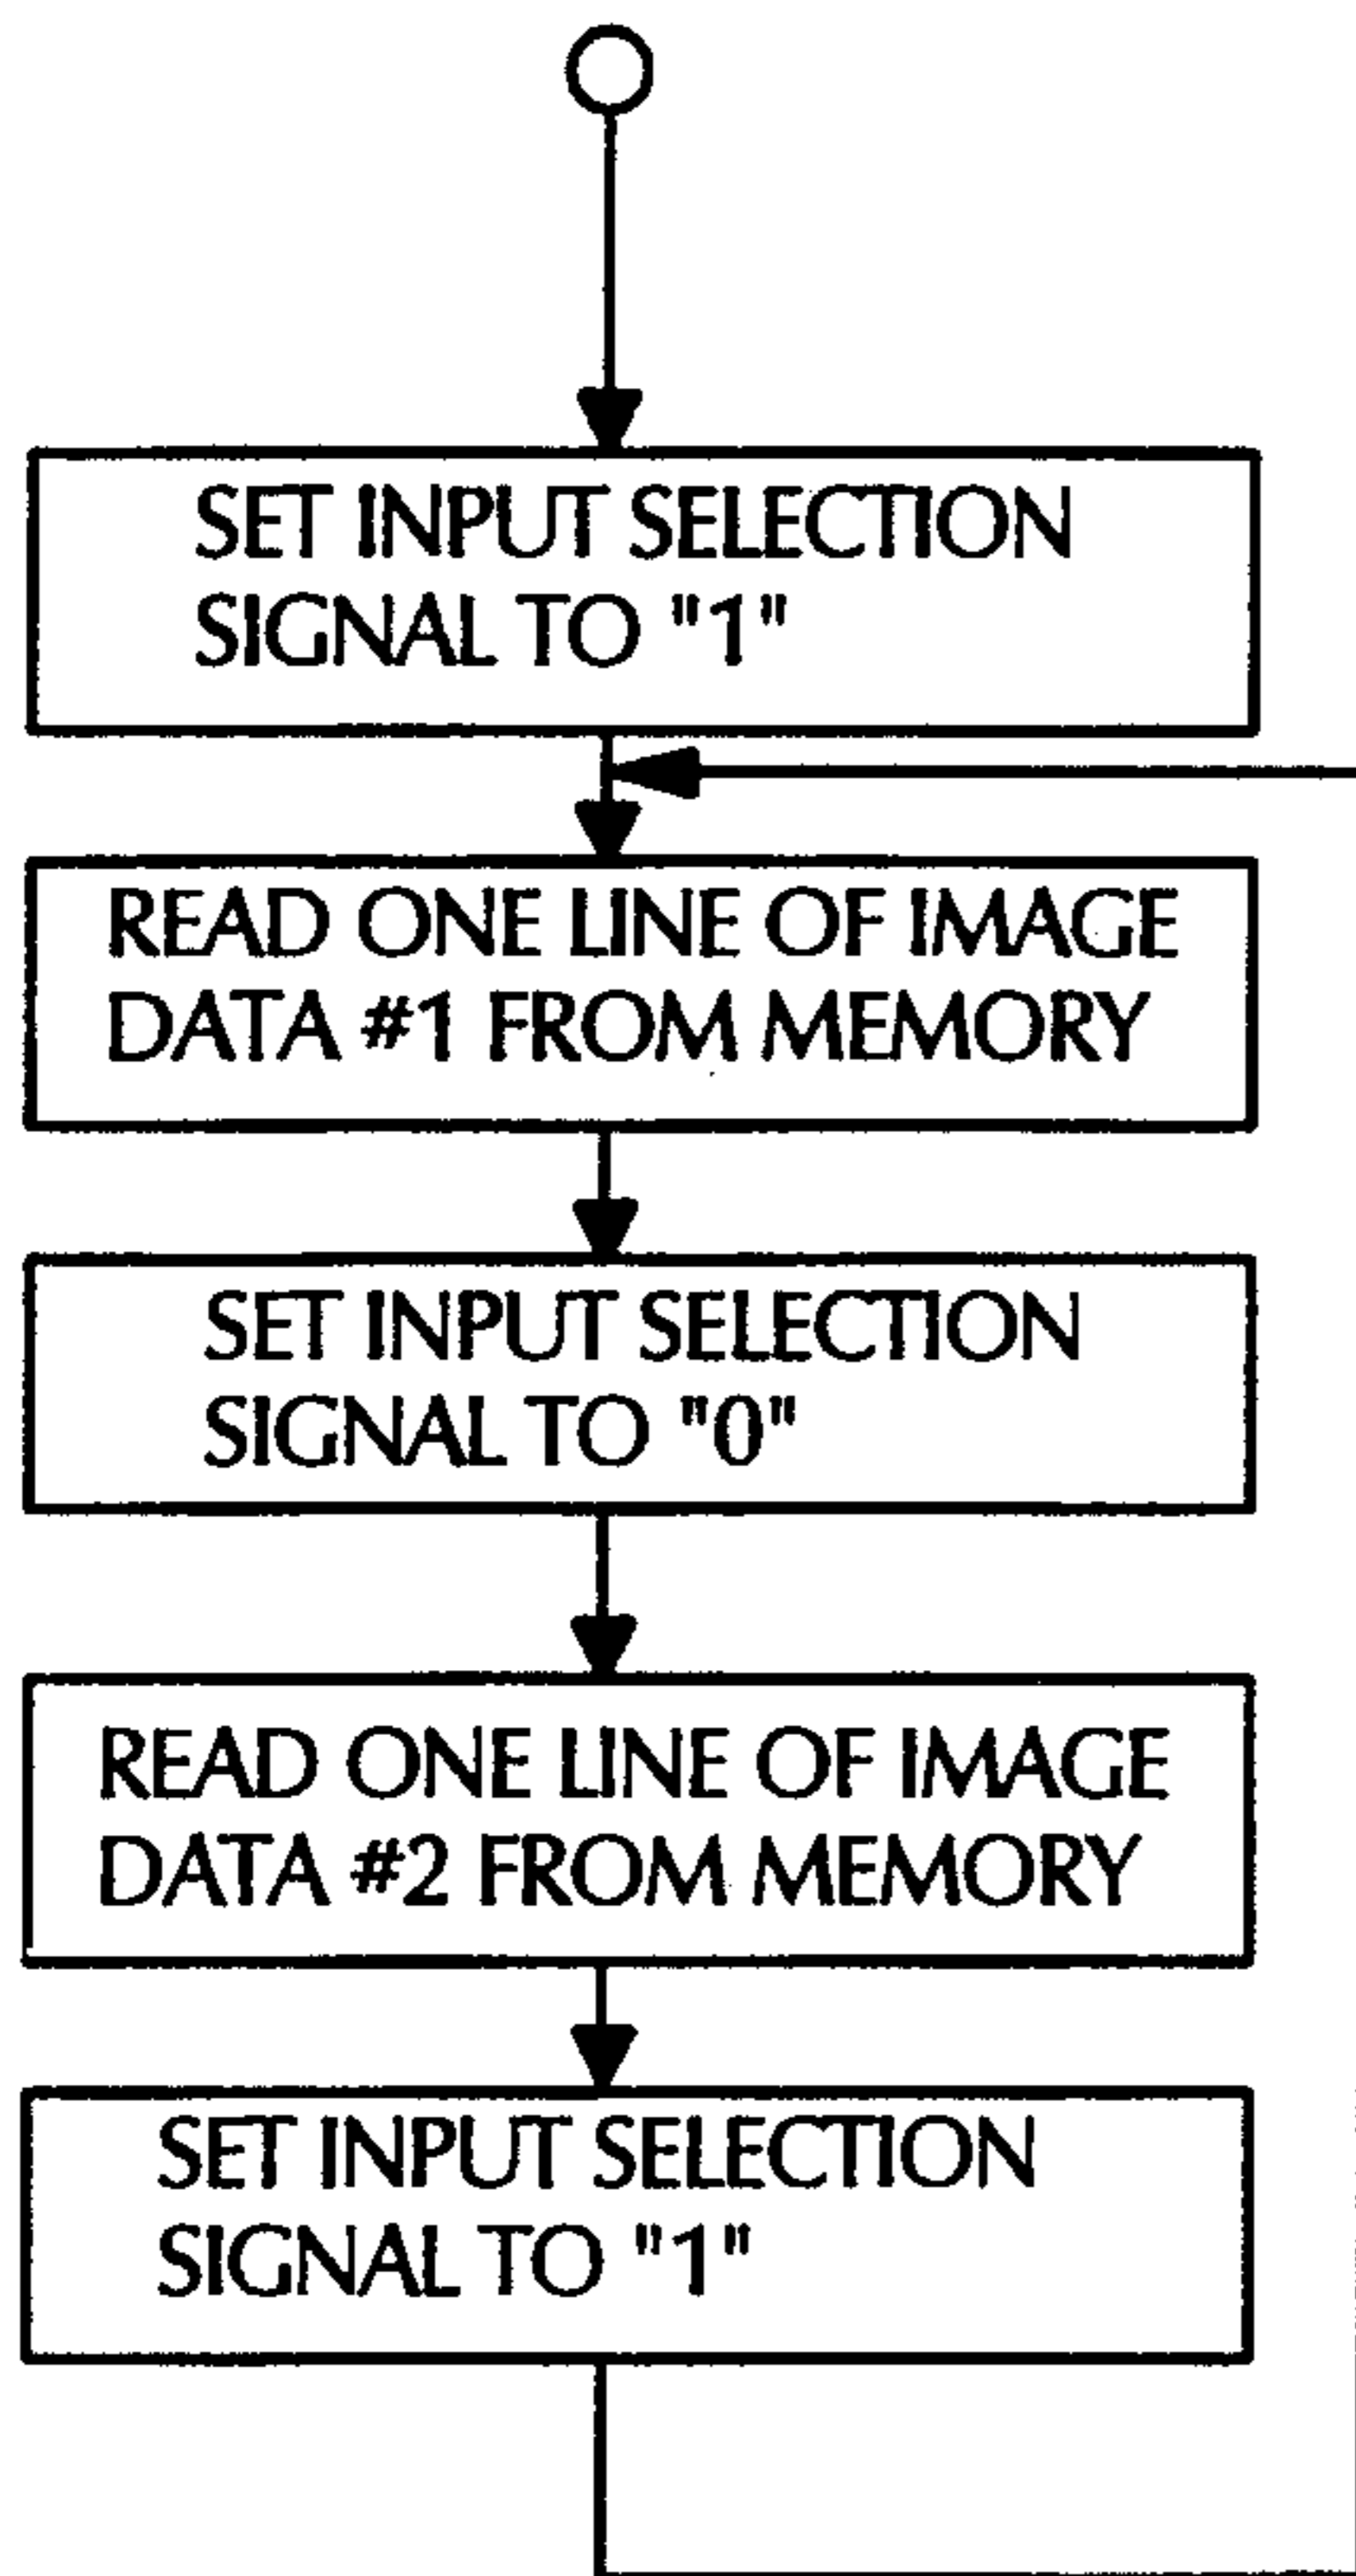 SET INPUT SELECTION
SIGNAL TO "1"
READ ONE LINE OF IMAGE
DATA #1 FROM MEMORY
SET INPUT SELECTION
SIGNAL TO "0"
READ ONE LINE OF IMAGE
DATA #2 FROM MEMORY
SET INPUT SELECTION
SIGNAL TO "1"